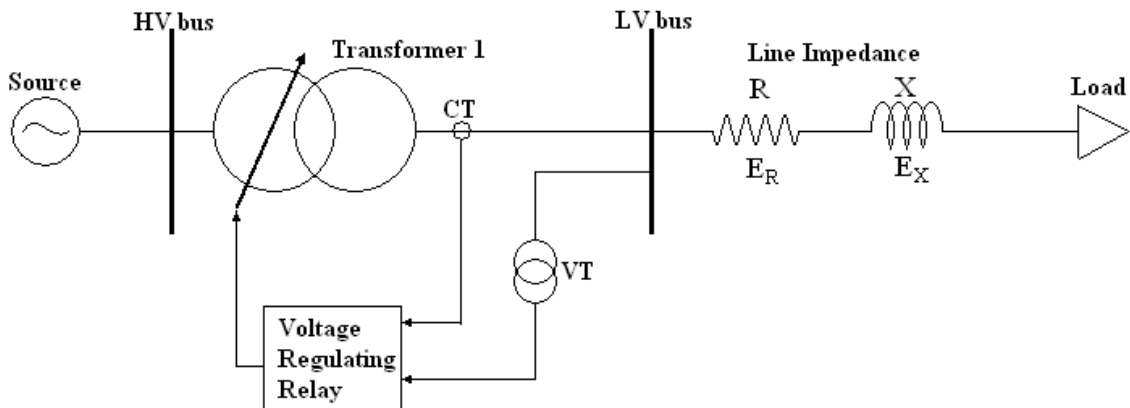 HV bus
LV bus
Transformer 1
Line Impedance
Source
R
X
Load
CT
E_R
E_X
VT
Voltage
Regulating
Relay